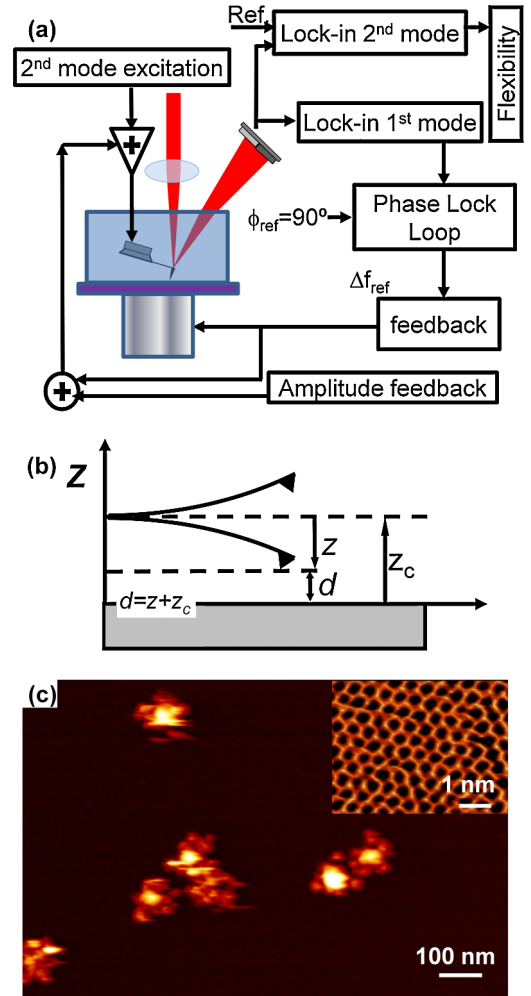 (a)
Ref
Lock-in 2nd mode
Flexibility
2nd mode excitation
+
Lock-in 1st mode
ϕref=90º
Phase Lock
Loop
Δfref
feedback
+
Amplitude feedback
(b)
Z
z
zc
d
d=z+zc
(c)
1 nm
100 nm